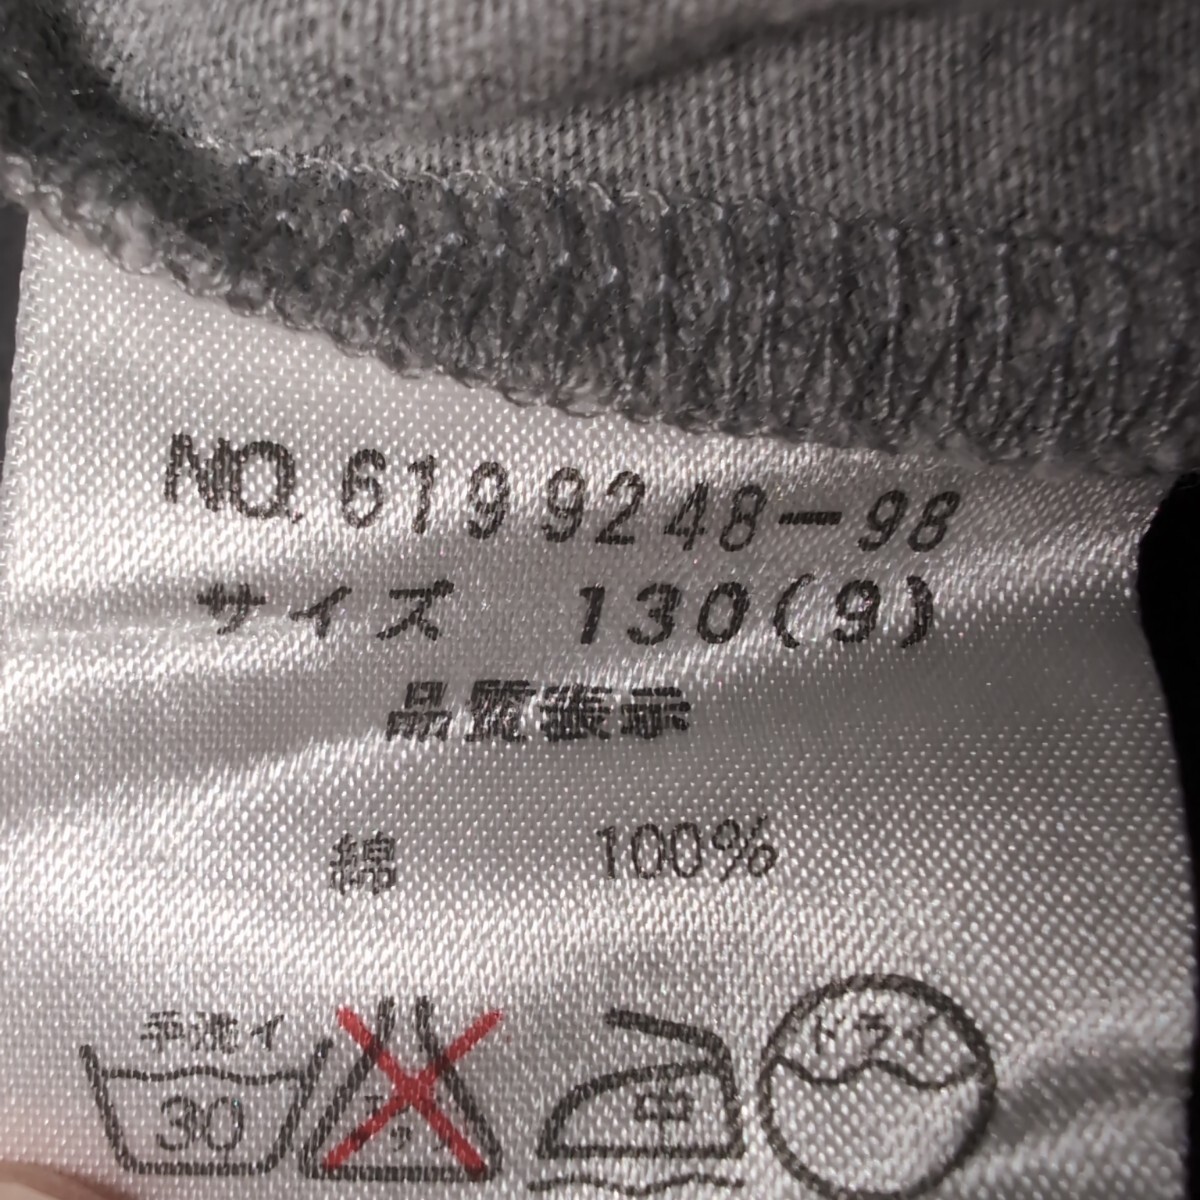 NO. 6199248-98
サイズ 130(9)
品質表示
綿 100%
手洗イ 30
中
ドライ